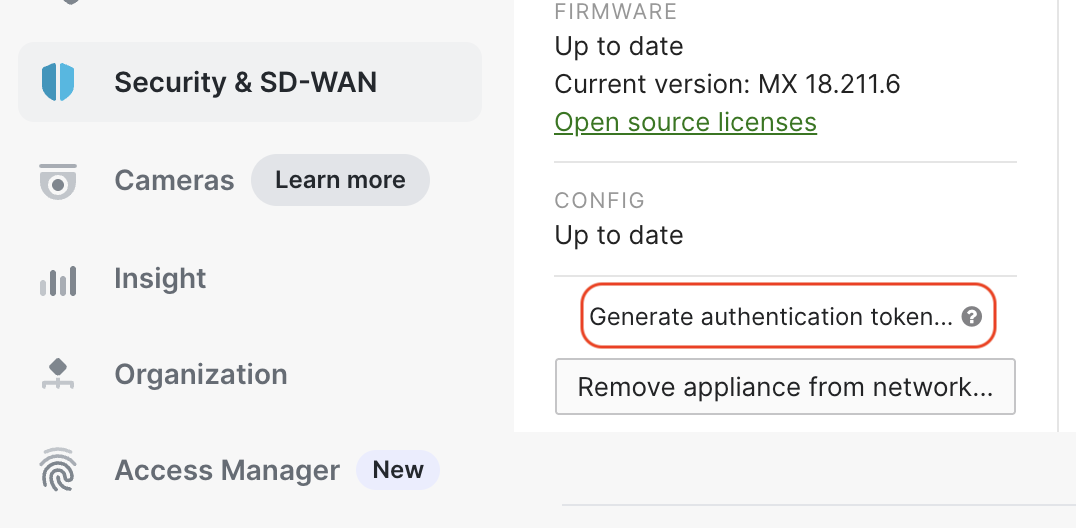 Security & SD-WAN
Cameras
Learn more
Insight
Organization
Access Manager
New
FIRMWARE
Up to date
Current version: MX 18.211.6
Open source licenses
CONFIG
Up to date
Generate authentication token... ?
Remove appliance from network...